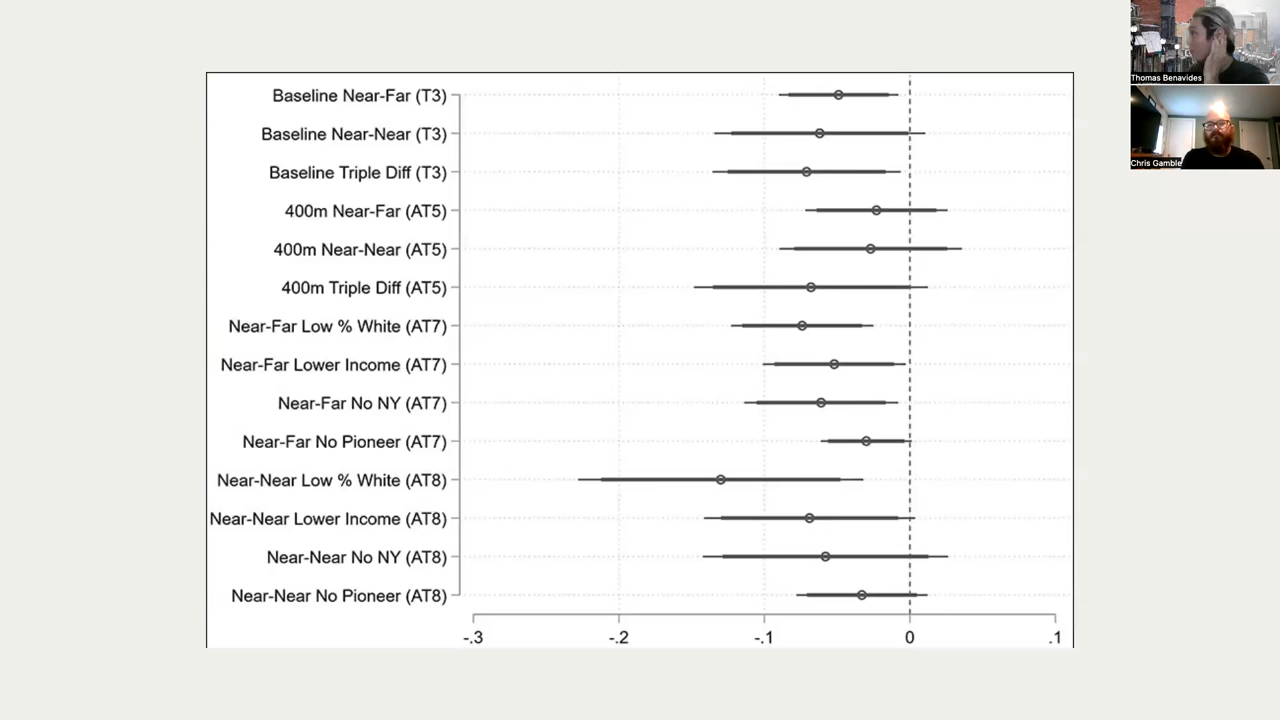 Baseline Near-Far (T3)
Baseline Near-Near (T3)
Baseline Triple Diff (T3)
400m Near-Far (AT5)
400m Near-Near (AT5)
400m Triple Diff (AT5)
Near-Far Low % White (AT7)
Near-Far Lower Income (AT7)
Near-Far No NY (AT7)
Near-Far No Pioneer (AT7)
Near-Near Low % White (AT8)
Near-Near Lower Income (AT8)
Near-Near No NY (AT8)
Near-Near No Pioneer (AT8)
-.3 -.2 -.1 0 .1
Thomas Benavides
Chris Gamble